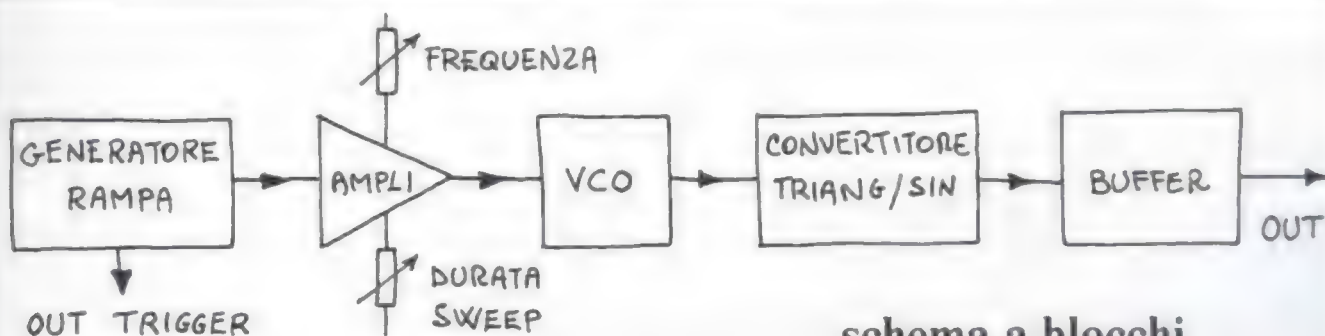 GENERATORE
RAMPA
OUT TRIGGER
FREQUENZA
AMPLI
DURATA
SWEEP
VCO
CONVERTITORE
TRIANG/SIN
BUFFER
OUT
schema a blocchi